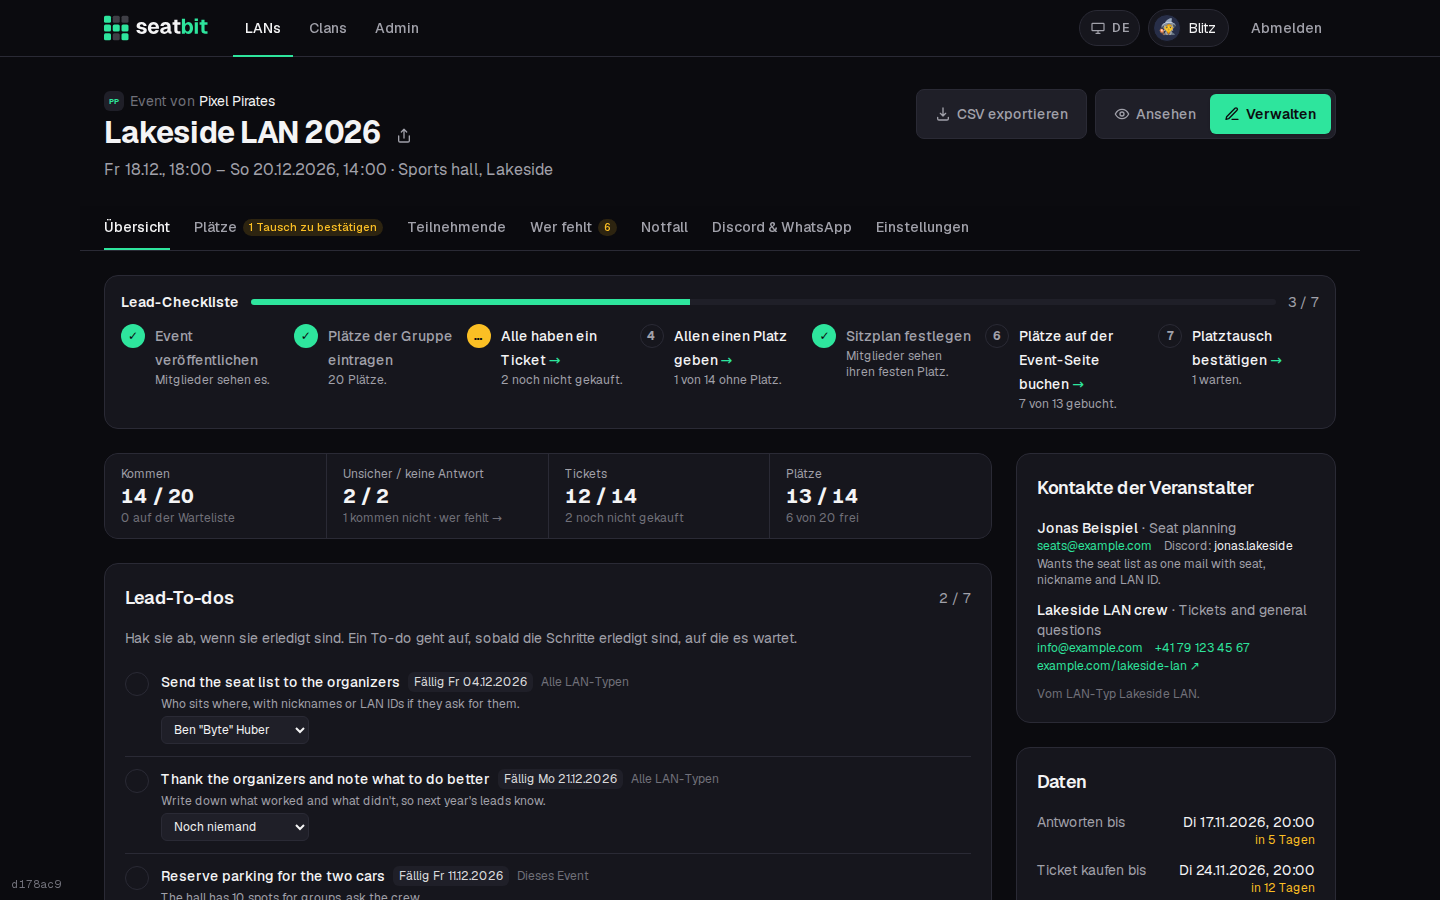 seatbit
LANs
Clans
Admin
DE
Blitz
Abmelden
PP Event von Pixel Pirates
Lakeside LAN 2026
Fr 18.12., 18:00 – So 20.12.2026, 14:00 · Sports hall, Lakeside
CSV exportieren
Ansehen
Verwalten
Übersicht
Plätze 1 Tausch zu bestätigen
Teilnehmende
Wer fehlt 6
Notfall
Discord & WhatsApp
Einstellungen
Lead-Checkliste
3 / 7
✓ Event
veröffentlichen
Mitglieder sehen es.
✓ Plätze der Gruppe
eintragen
20 Plätze.
… Alle haben ein
Ticket →
2 noch nicht gekauft.
4 Allen einen Platz
geben →
1 von 14 ohne Platz.
✓ Sitzplan festlegen
Mitglieder sehen
ihren festen Platz.
6 Plätze auf der
Event-Seite
buchen →
7 von 13 gebucht.
7 Platztausch
bestätigen →
1 warten.
Kommen
14 / 20
0 auf der Warteliste
Unsicher / keine Antwort
2 / 2
1 kommen nicht · wer fehlt →
Tickets
12 / 14
2 noch nicht gekauft
Plätze
13 / 14
6 von 20 frei
Lead-To-dos
2 / 7
Hak sie ab, wenn sie erledigt sind. Ein To-do geht auf, sobald die Schritte erledigt sind, auf die es wartet.
Send the seat list to the organizers Fällig Fr 04.12.2026 Alle LAN-Typen
Who sits where, with nicknames or LAN IDs if they ask for them.
Ben "Byte" Huber
Thank the organizers and note what to do better Fällig Mo 21.12.2026 Alle LAN-Typen
Write down what worked and what didn't, so next year's leads know.
Noch niemand
Reserve parking for the two cars Fällig Fr 11.12.2026 Dieses Event
The hall has 10 spots for groups, ask the crew.
Kontakte der Veranstalter
Jonas Beispiel · Seat planning
seats@example.com Discord: jonas.lakeside
Wants the seat list as one mail with seat,
nickname and LAN ID.
Lakeside LAN crew · Tickets and general
questions
info@example.com +41 79 123 45 67
example.com/lakeside-lan ↗
Vom LAN-Typ Lakeside LAN.
Daten
Antworten bis Di 17.11.2026, 20:00
in 5 Tagen
Ticket kaufen bis Di 24.11.2026, 20:00
in 12 Tagen
d178ac9